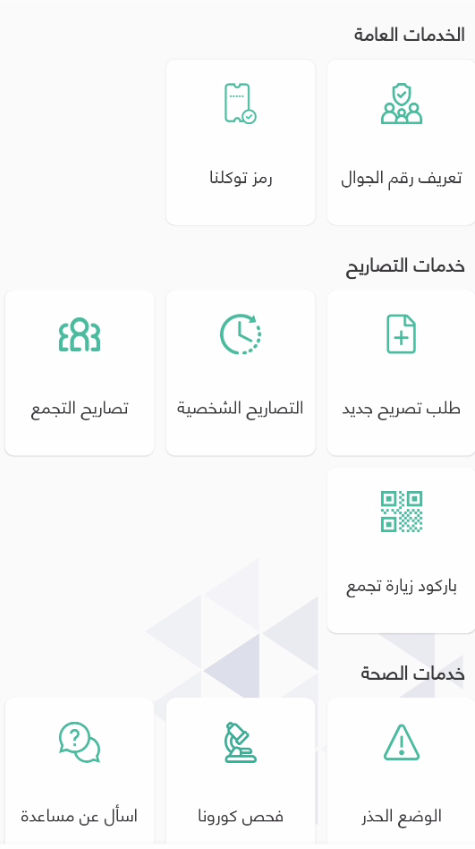 الخدمات العامة
تعريف رقم الجوال
رمز توكلنا
خدمات التصاريح
طلب تصريح جديد
التصاريح الشخصية
تصاريح التجمع
باركود زيارة تجمع
خدمات الصحة
الوضع الحذر
فحص كورونا
اسأل عن مساعدة